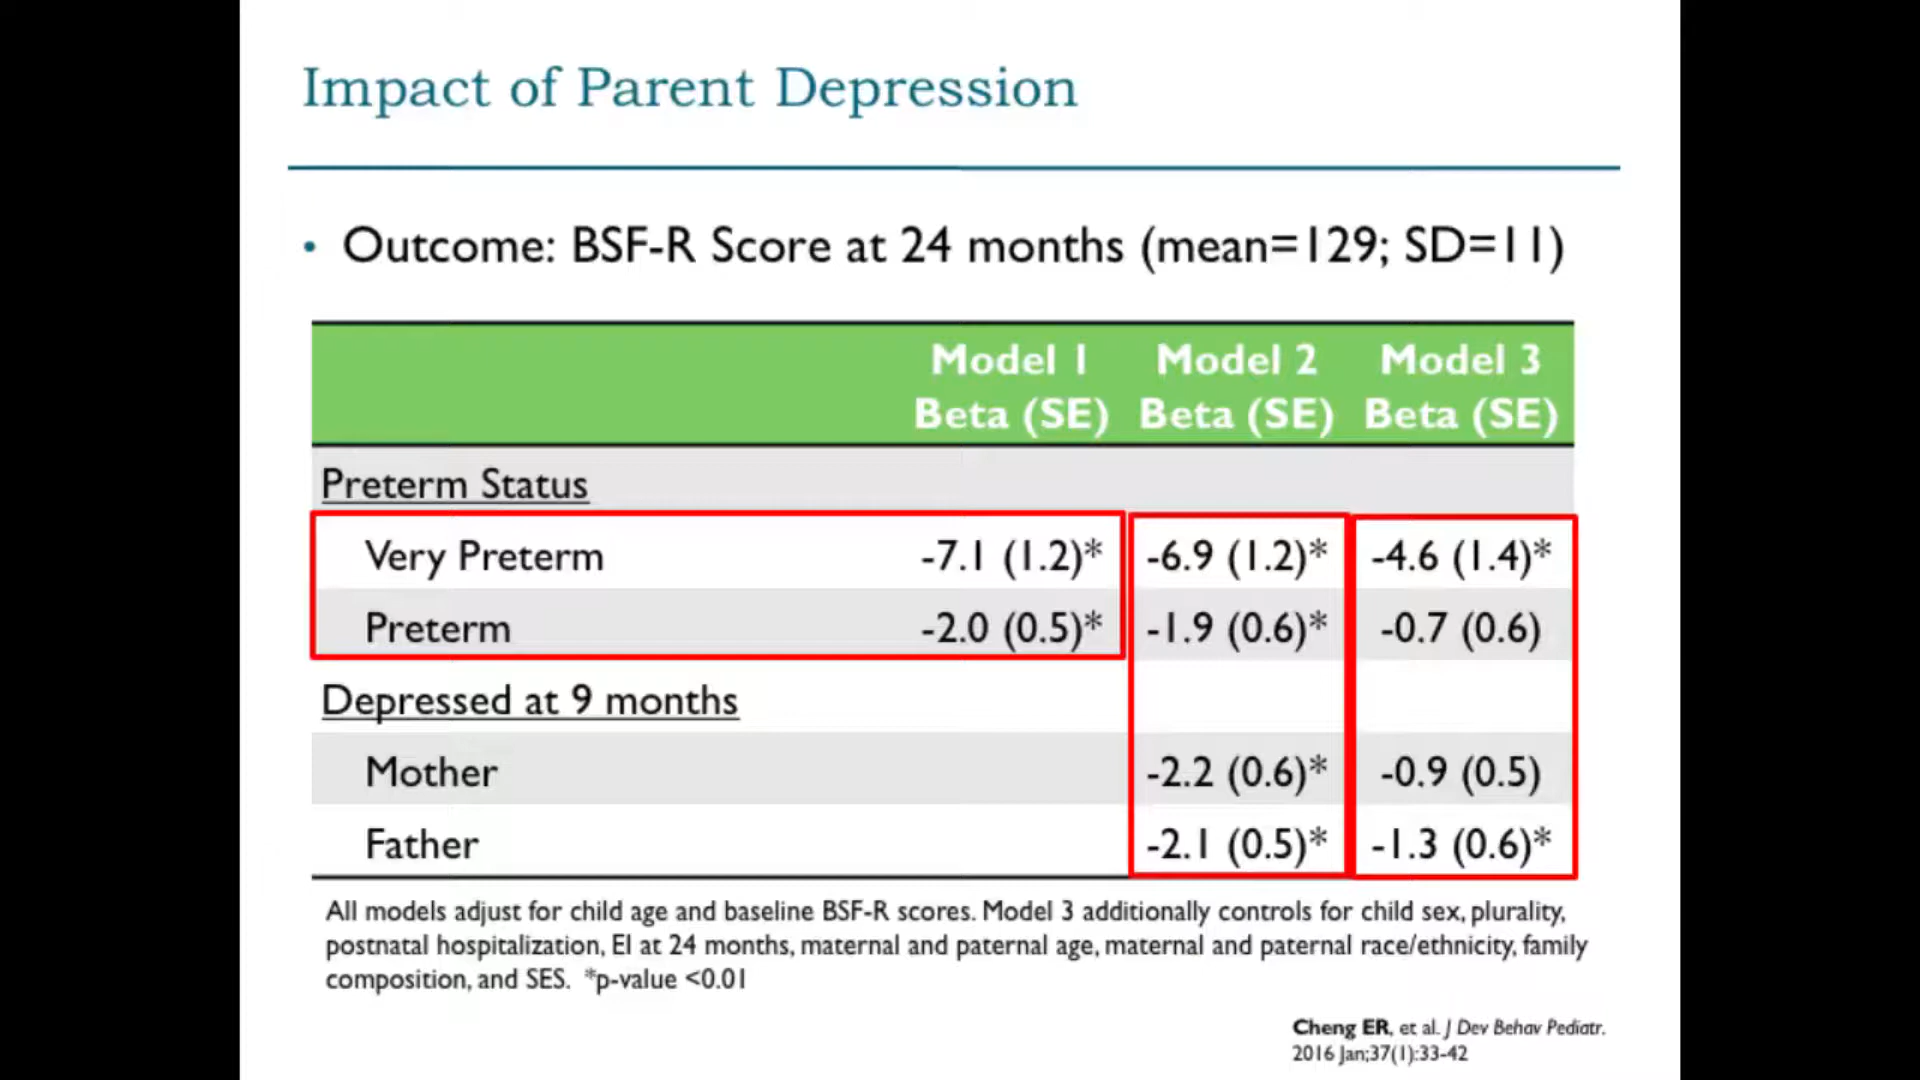 Impact of Parent Depression
• Outcome: BSF-R Score at 24 months (mean=129; SD=11)
Model 1 Model 2 Model 3
Beta (SE) Beta (SE) Beta (SE)
Preterm Status
Very Preterm -7.1 (1.2)* -6.9 (1.2)* -4.6 (1.4)*
Preterm -2.0 (0.5)* -1.9 (0.6)* -0.7 (0.6)
Depressed at 9 months
Mother -2.2 (0.6)* -0.9 (0.5)
Father -2.1 (0.5)* -1.3 (0.6)*
All models adjust for child age and baseline BSF-R scores. Model 3 additionally controls for child sex, plurality,
postnatal hospitalization, EI at 24 months, maternal and paternal age, maternal and paternal race/ethnicity, family
composition, and SES. *p-value <0.01
Cheng ER, et al. J Dev Behav Pediatr.
2016 Jan;37(1):33-42